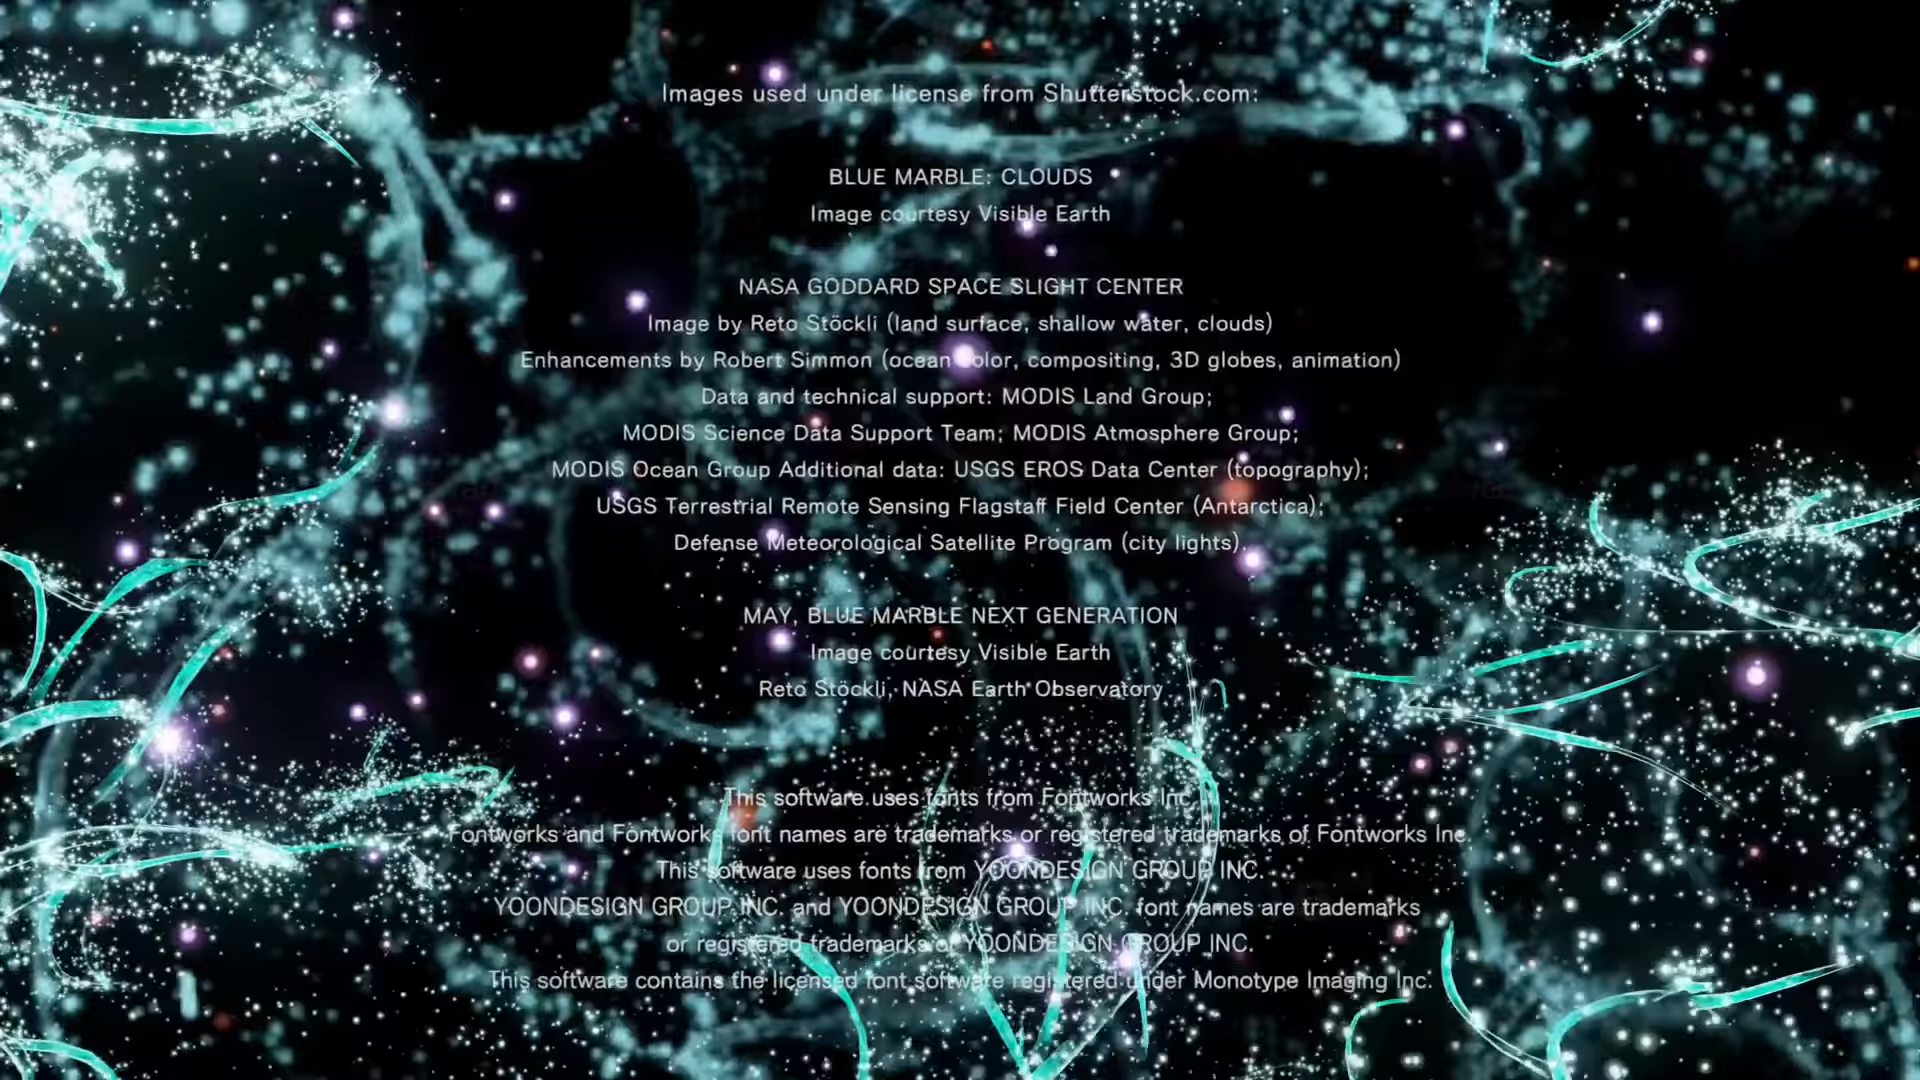 Images used under license from Shutterstock.com:
BLUE MARBLE: CLOUDS
Image courtesy Visible Earth
NASA GODDARD SPACE SLIGHT CENTER
Image by Reto Stöckli (land surface, shallow water, clouds)
Enhancements by Robert Simmon (ocean color, compositing, 3D globes, animation)
Data and technical support: MODIS Land Group;
MODIS Science Data Support Team; MODIS Atmosphere Group;
MODIS Ocean Group Additional data: USGS EROS Data Center (topography);
USGS Terrestrial Remote Sensing Flagstaff Field Center (Antarctica);
Defense Meteorological Satellite Program (city lights).
MAY, BLUE MARBLE NEXT GENERATION
Image courtesy Visible Earth
Reto Stöckli, NASA Earth Observatory
This software uses fonts from Fontworks Inc.
Fontworks and Fontworks font names are trademarks or registered trademarks of Fontworks Inc.
This software uses fonts from YOONDESIGN GROUP INC.
YOONDESIGN GROUP INC. and YOONDESIGN GROUP INC. font names are trademarks
or registered trademarks of YOONDESIGN GROUP INC.
This software contains the licensed font software registered under Monotype Imaging Inc.